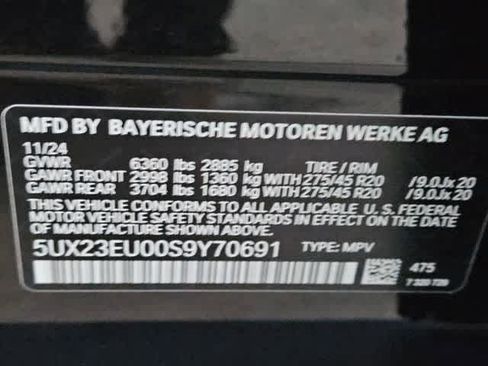 MFD BY BAYERISCHE MOTOREN WERKE AG
11/24
GVWR 6360 lbs 2885 kg TIRE / RIM
GAWR FRONT 2998 lbs 1360 kg WITH 275/45 R20 /9.0Jx 20
GAWR REAR 3704 lbs 1680 kg WITH 275/45 R20 /9.0Jx 20
THIS VEHICLE CONFORMS TO ALL APPLICABLE U. S. FEDERAL
MOTOR VEHICLE SAFETY STANDARDS IN EFFECT ON THE DATE
OF MANUFACTURE SHOWN ABOVE.
5UX23EU00S9Y70691 TYPE: MPV
475